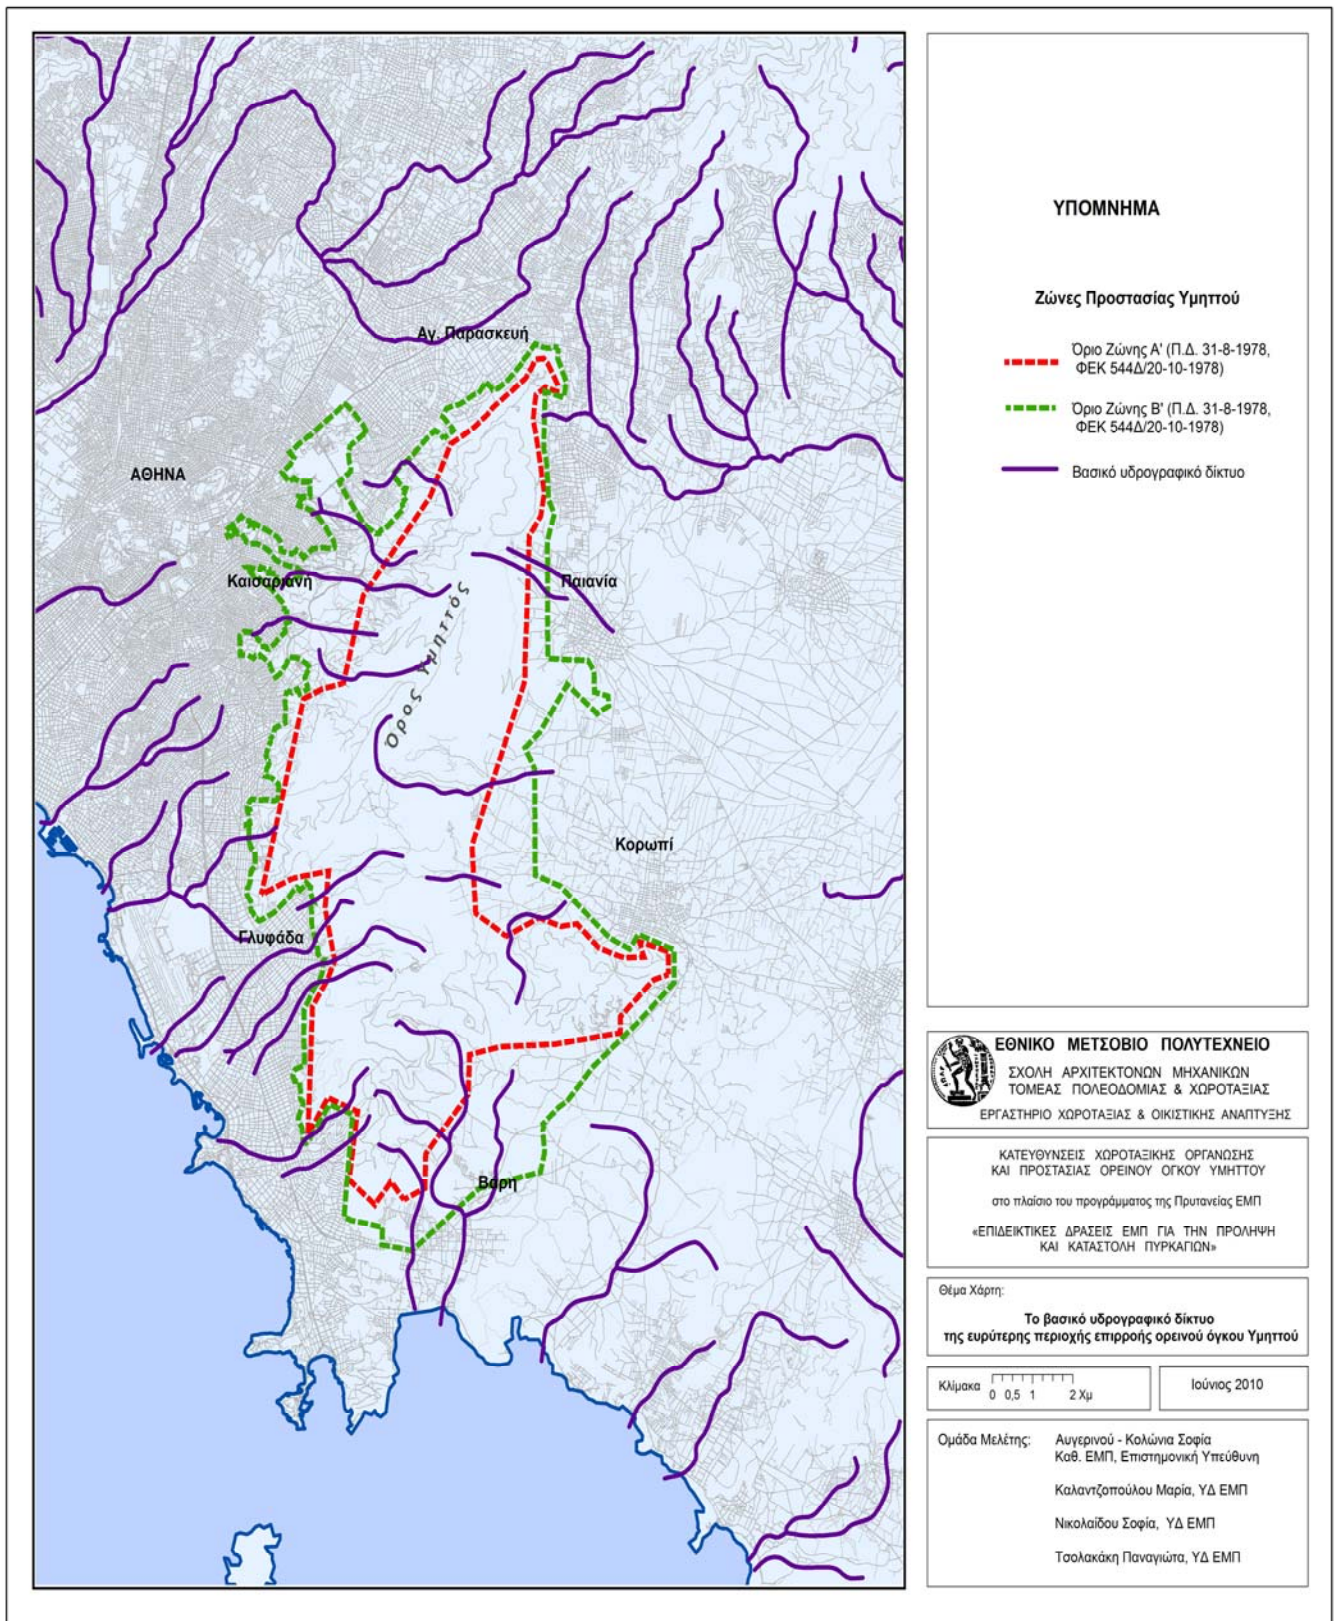 Αγ. Παρασκευή
ΑΘΗΝΑ
Καισαριανή
Παιανία
Όρος Υμηττός
Κορωπί
Γλυφάδα
Βάρη
ΥΠΟΜΝΗΜΑ
Ζώνες Προστασίας Υμηττού
Όριο Ζώνης Α' (Π.Δ. 31-8-1978,
ΦΕΚ 544Δ/20-10-1978)
Όριο Ζώνης Β' (Π.Δ. 31-8-1978,
ΦΕΚ 544Δ/20-10-1978)
Βασικό υδρογραφικό δίκτυο
ΕΘΝΙΚΟ ΜΕΤΣΟΒΙΟ ΠΟΛΥΤΕΧΝΕΙΟ
ΣΧΟΛΗ ΑΡΧΙΤΕΚΤΟΝΩΝ ΜΗΧΑΝΙΚΩΝ
ΤΟΜΕΑΣ ΠΟΛΕΟΔΟΜΙΑΣ & ΧΩΡΟΤΑΞΙΑΣ
ΕΡΓΑΣΤΗΡΙΟ ΧΩΡΟΤΑΞΙΑΣ & ΟΙΚΙΣΤΙΚΗΣ ΑΝΑΠΤΥΞΗΣ
ΚΑΤΕΥΘΥΝΣΕΙΣ ΧΩΡΟΤΑΞΙΚΗΣ ΟΡΓΑΝΩΣΗΣ
ΚΑΙ ΠΡΟΣΤΑΣΙΑΣ ΟΡΕΙΝΟΥ ΟΓΚΟΥ ΥΜΗΤΤΟΥ
στο πλαίσιο του προγράμματος της Πρυτανείας ΕΜΠ
«ΕΠΙΔΕΙΚΤΙΚΕΣ ΔΡΑΣΕΙΣ ΕΜΠ ΓΙΑ ΤΗΝ ΠΡΟΛΗΨΗ
ΚΑΙ ΚΑΤΑΣΤΟΛΗ ΠΥΡΚΑΓΙΩΝ»
Θέμα Χάρτη:
Το βασικό υδρογραφικό δίκτυο
της ευρύτερης περιοχής επιρροής ορεινού όγκου Υμηττού
Κλίμακα 0 0,5 1 2 Χμ
Ιούνιος 2010
Ομάδα Μελέτης: Αυγερινού - Κολώνια Σοφία
Καθ. ΕΜΠ, Επιστημονική Υπεύθυνη
Καλαντζοπούλου Μαρία, ΥΔ ΕΜΠ
Νικολαΐδου Σοφία, ΥΔ ΕΜΠ
Τσολακάκη Παναγιώτα, ΥΔ ΕΜΠ